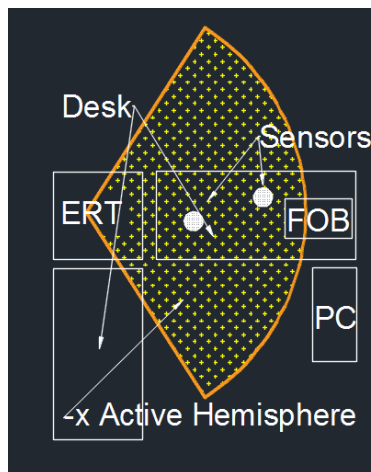 Desk
Sensors
ERT
FOB
PC
-x Active Hemisphere